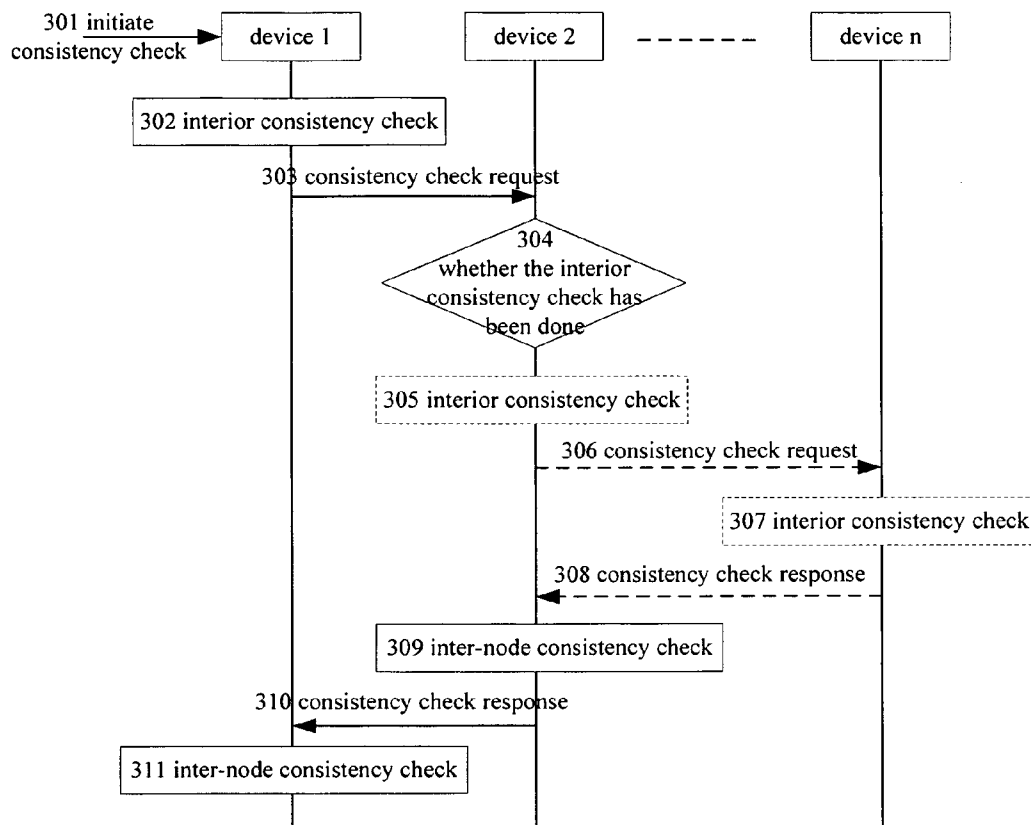 301 initiate
consistency check
device 1
device 2
device n
302 interior consistency check
303 consistency check request
304
whether the interior
consistency check has
been done
305 interior consistency check
306 consistency check request
307 interior consistency check
308 consistency check response
309 inter-node consistency check
310 consistency check response
311 inter-node consistency check